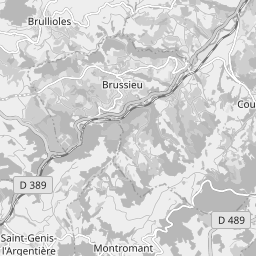 Brullioles
Brussieu
Cou
D 389
D 489
Saint-Genis-
l'Argentière
Montromant